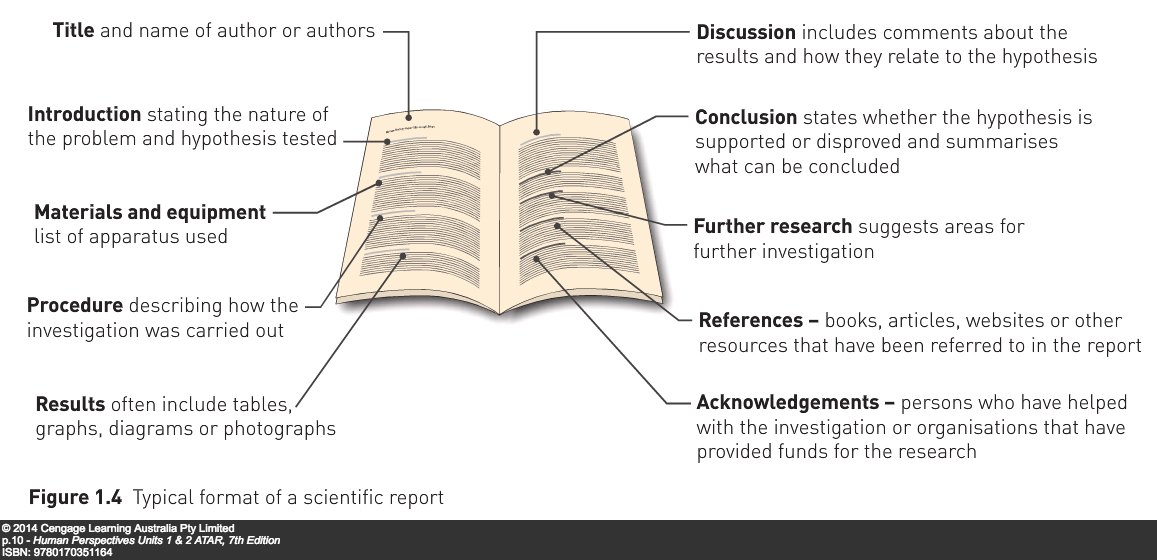 Title and name of author or authors
Introduction stating the nature of
the problem and hypothesis tested
Materials and equipment
list of apparatus used
Procedure describing how the
investigation was carried out
Results often include tables,
graphs, diagrams or photographs
Discussion includes comments about the
results and how they relate to the hypothesis
Conclusion states whether the hypothesis is
supported or disproved and summarises
what can be concluded
Further research suggests areas for
further investigation
References – books, articles, websites or other
resources that have been referred to in the report
Acknowledgements – persons who have helped
with the investigation or organisations that have
provided funds for the research
Figure 1.4 Typical format of a scientific report
© 2014 Cengage Learning Australia Pty Limited
p.10 - Human Perspectives Units 1 & 2 ATAR, 7th Edition
ISBN: 9780170351164